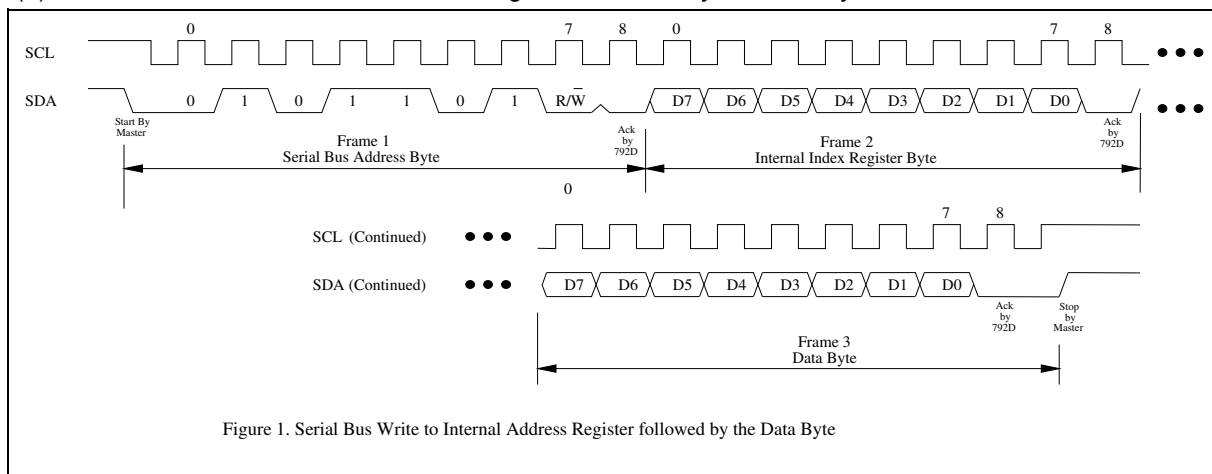 0 7 8 0 7 8
SCL
SDA 0 1 0 1 1 0 1 R/W D7 D6 D5 D4 D3 D2 D1 D0
Start By
Master
Ack
by
792D
Ack
by
792D
Frame 1
Serial Bus Address Byte
Frame 2
Internal Index Register Byte
0
7 8
SCL (Continued)
SDA (Continued) D7 D6 D5 D4 D3 D2 D1 D0
Ack
by
792D
Stop
by
Master
Frame 3
Data Byte
Figure 1. Serial Bus Write to Internal Address Register followed by the Data Byte